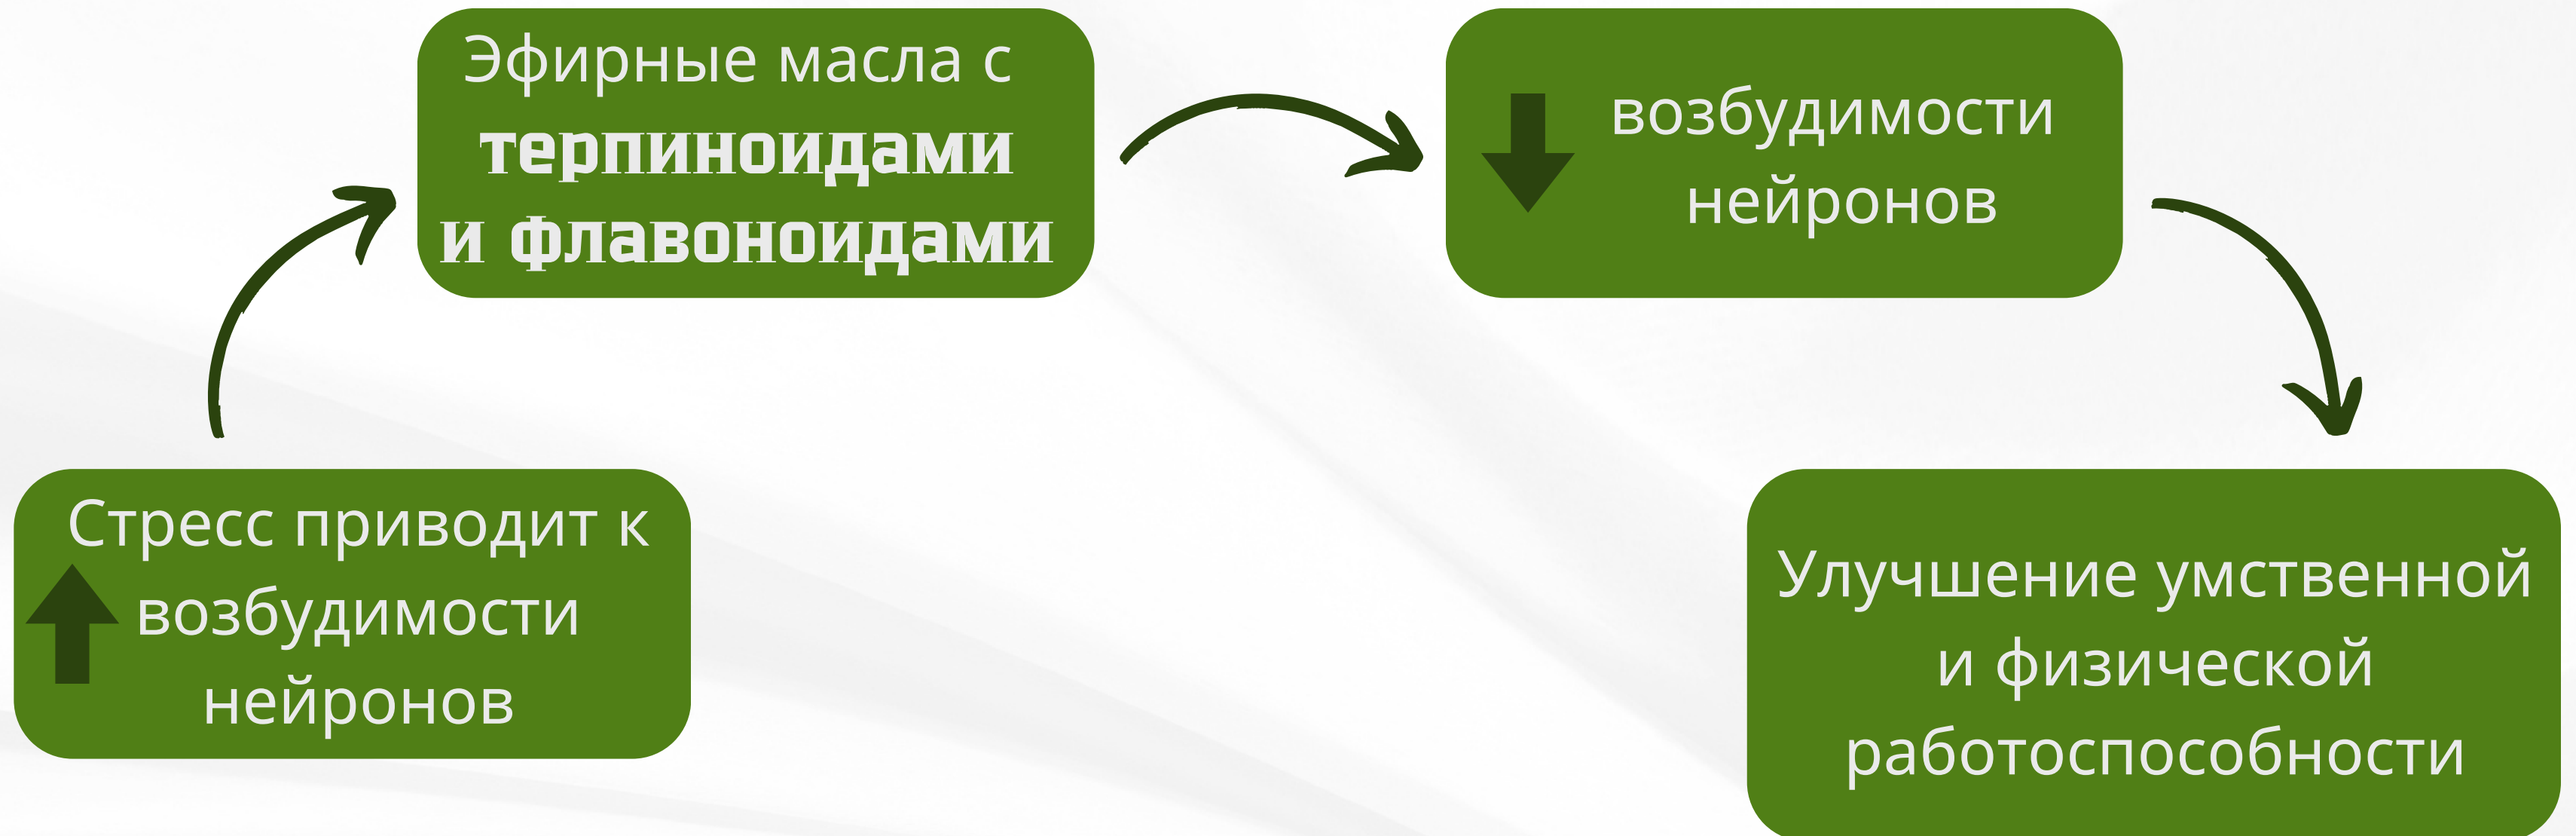 Стресс приводит к
возбудимости
нейронов
Эфирные масла с
терпиноидами
и флавоноидами
возбудимости
нейронов
Улучшение умственной
и физической
работоспособности